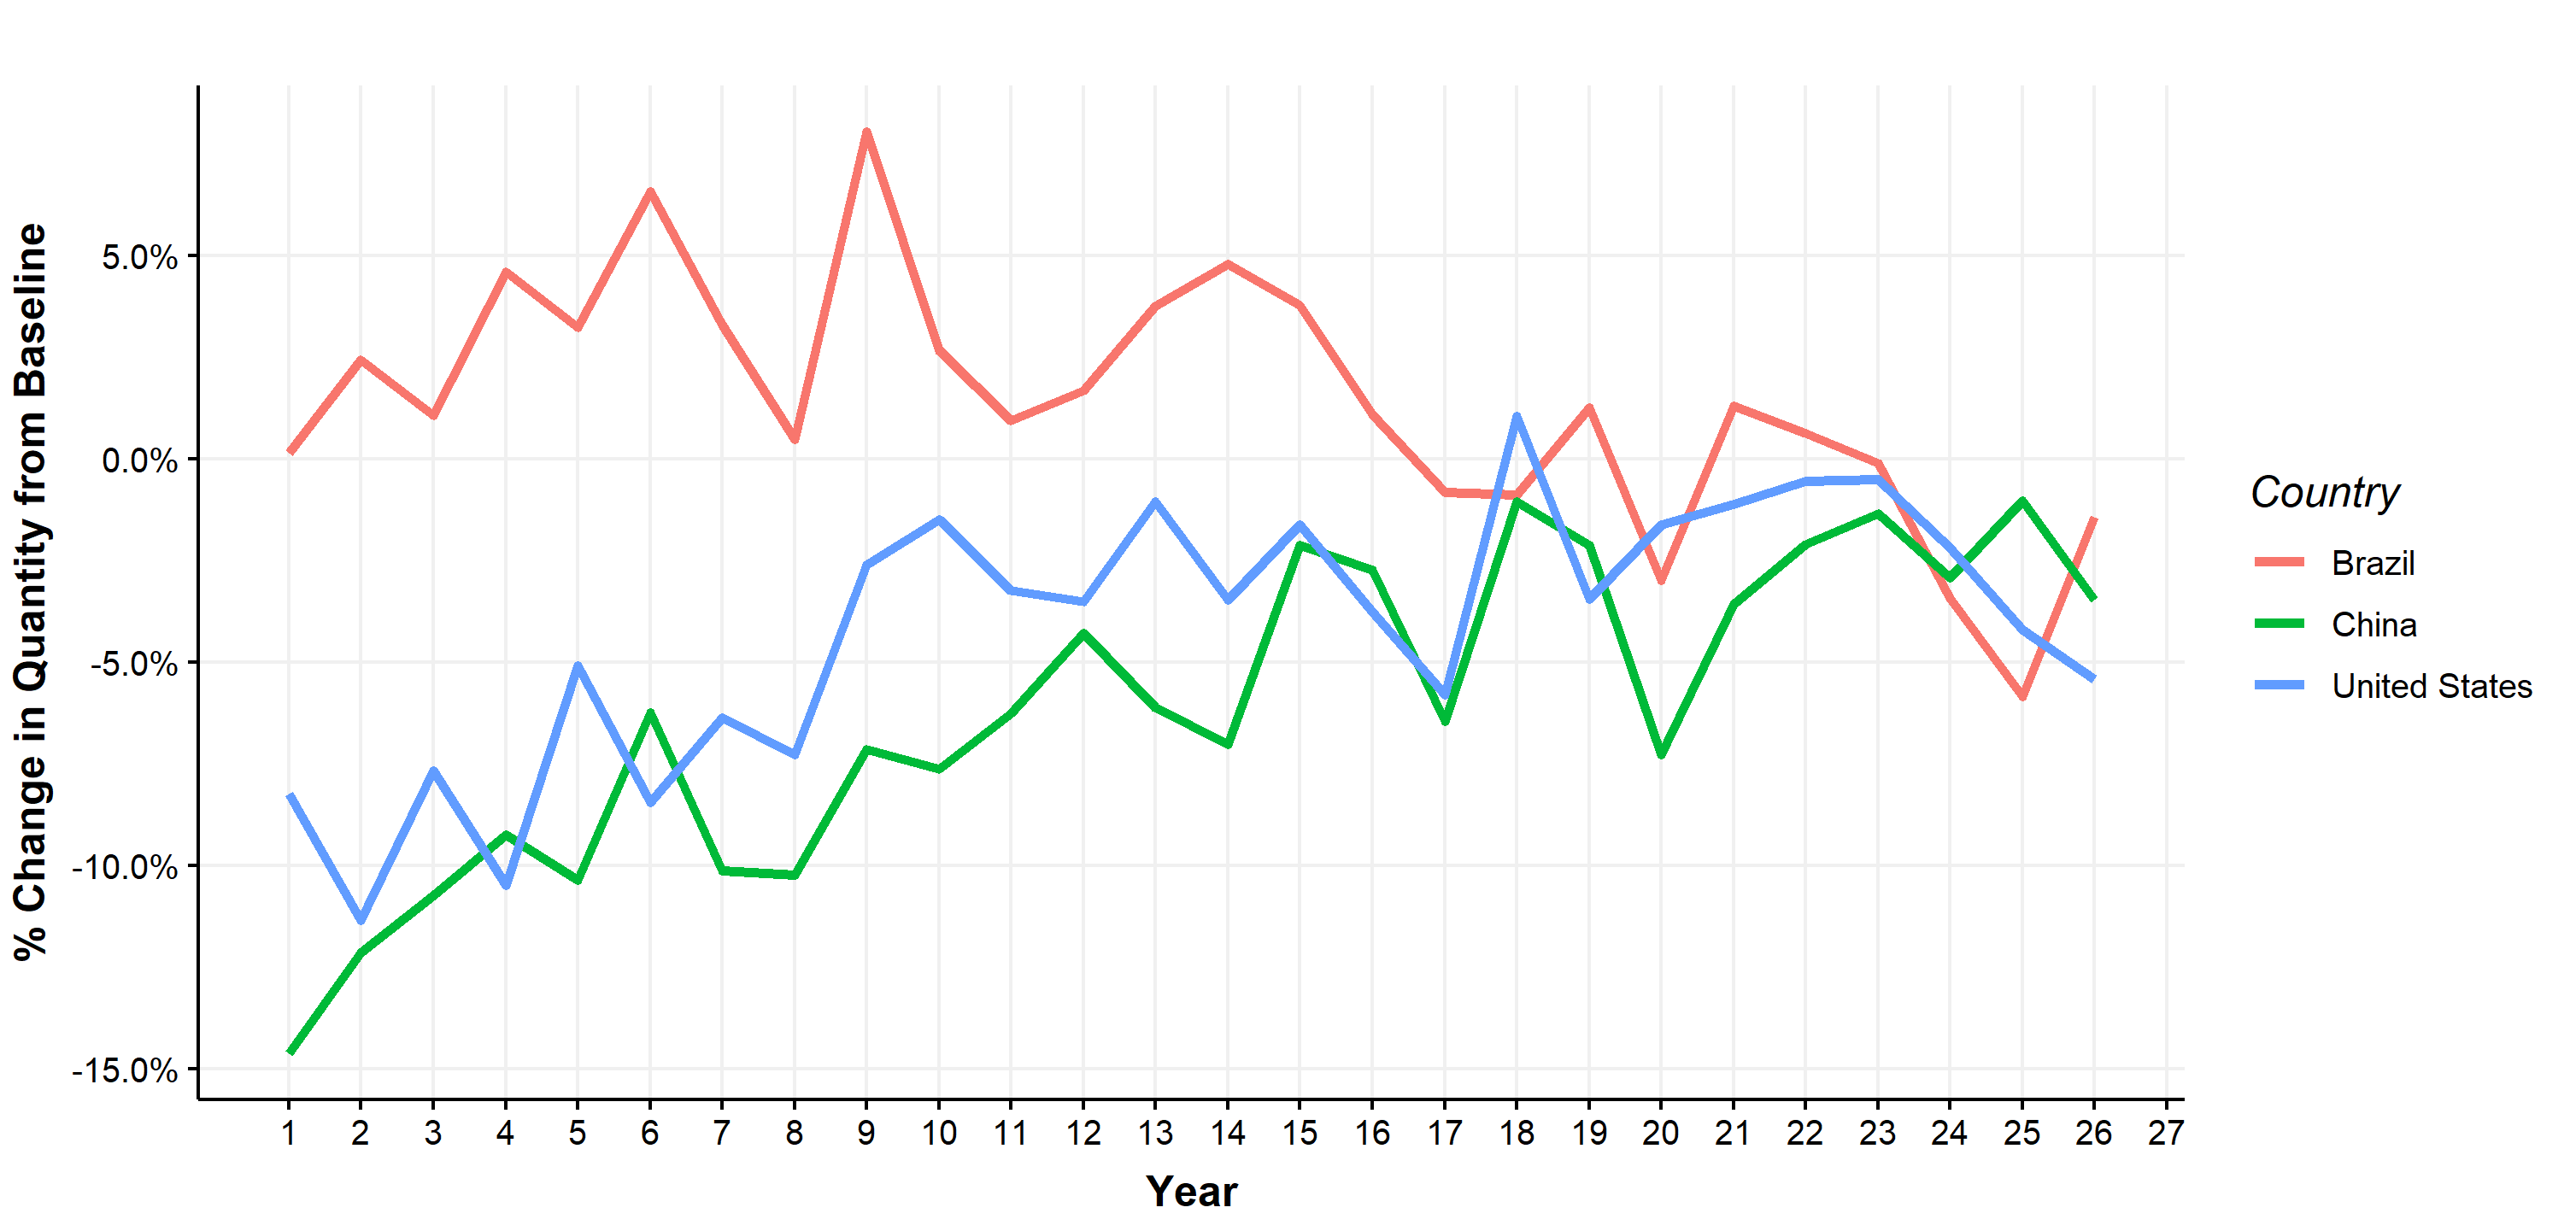 % Change in Quantity from Baseline
5.0%
0.0%
-5.0%
-10.0%
-15.0%
1 2 3 4 5 6 7 8 9 10 11 12 13 14 15 16 17 18 19 20 21 22 23 24 25 26 27
Year
Country
Brazil
China
United States